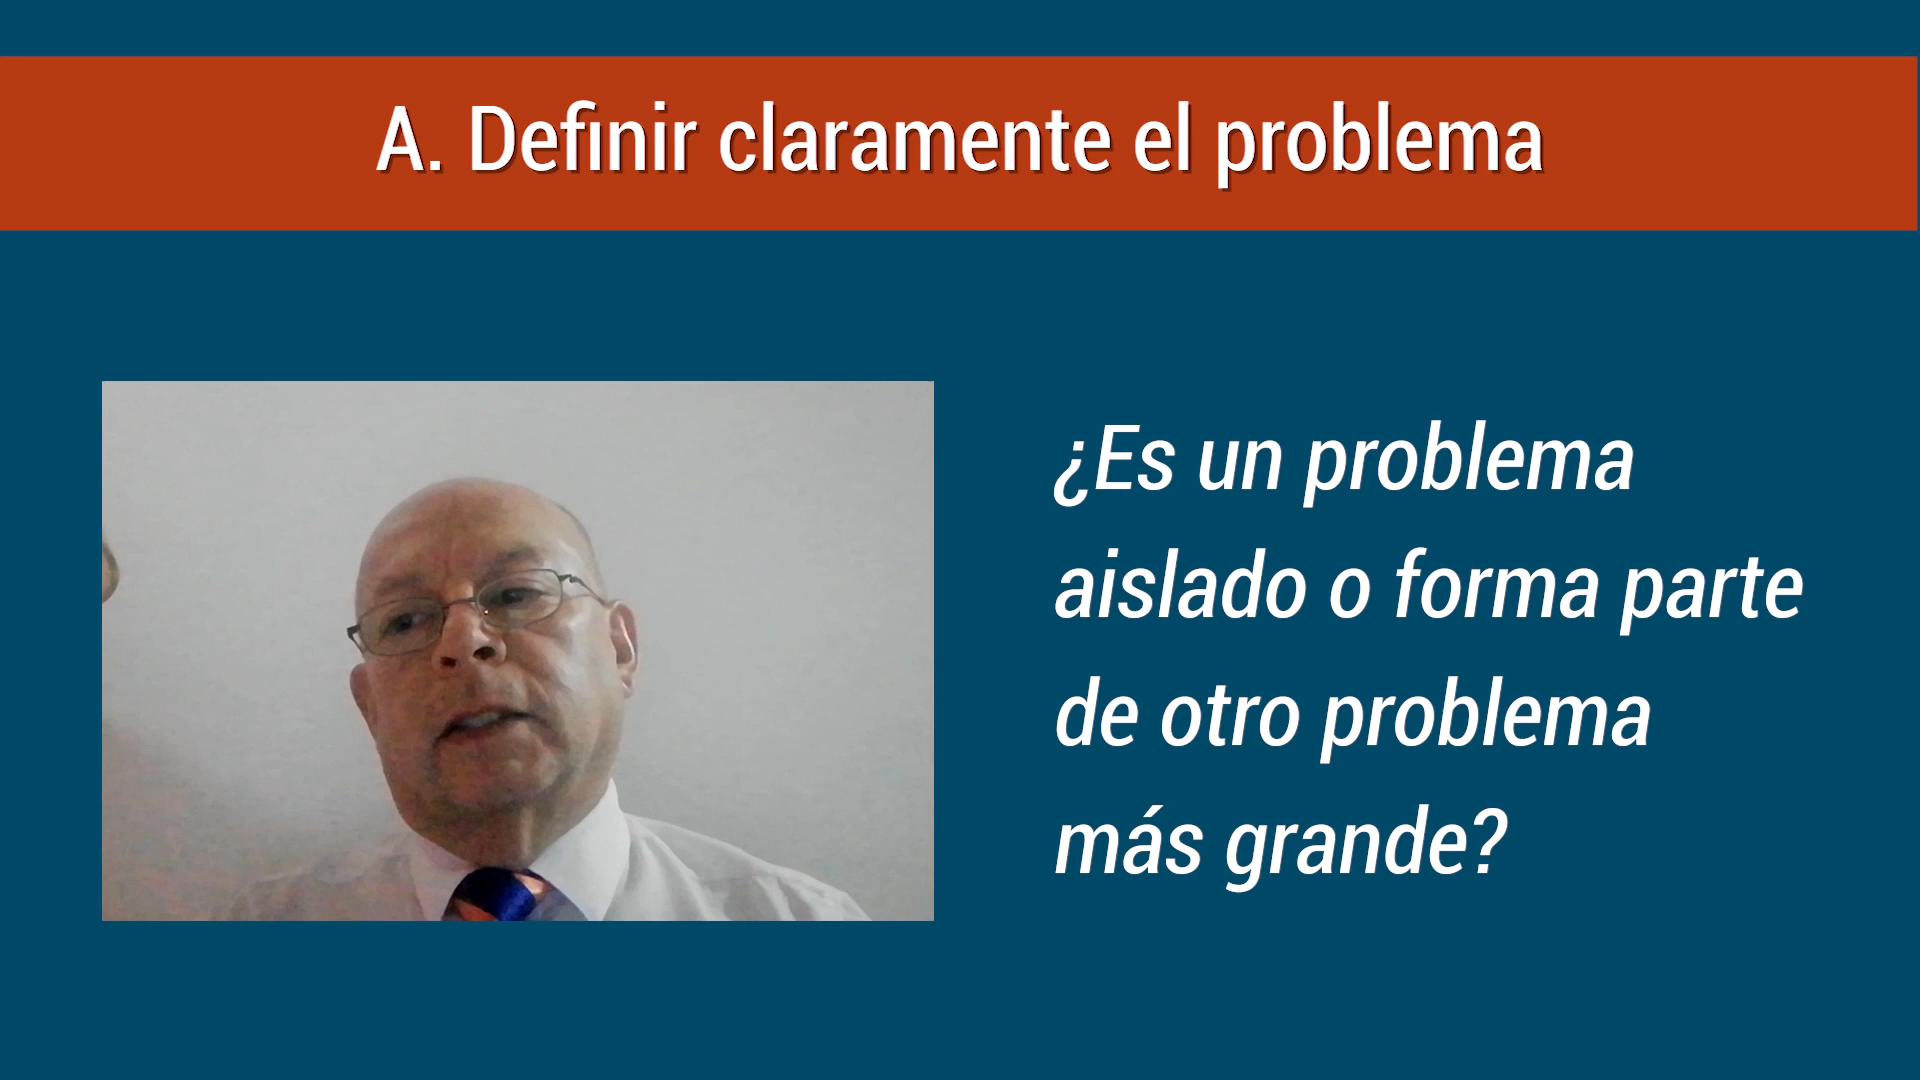 A. Definir claramente el problema
¿Es un problema
aislado o forma parte
de otro problema
más grande?